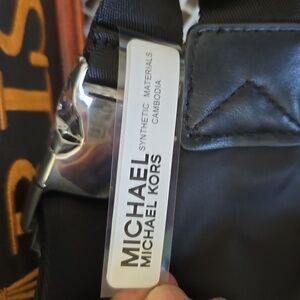 MICHAEL
MICHAEL KORS
SYNTHETIC MATERIALS
CAMBODIA